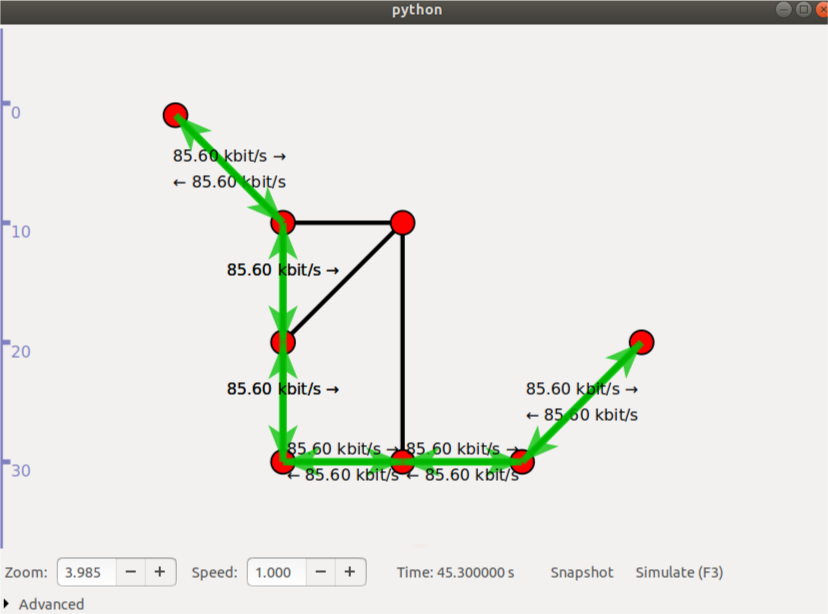 python
0
85.60 kbit/s →
← 85.60 kbit/s
10
85.60 kbit/s →
20
85.60 kbit/s →
85.60 kbit/s →
← 85.60 kbit/s
85.60 kbit/s → 85.60 kbit/s →
← 85.60 kbit/s ← 85.60 kbit/s
30
Zoom: 3.985 − + Speed: 1.000 − + Time: 45.300000 s Snapshot Simulate (F3)
Advanced